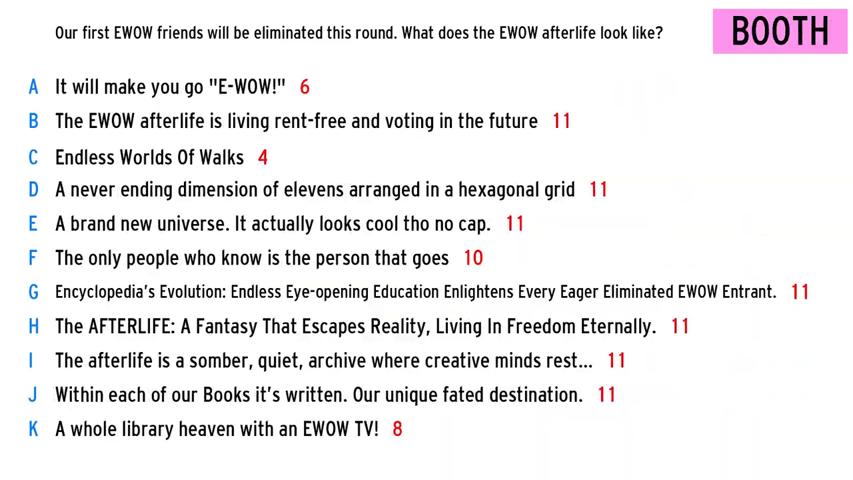 Our first EWOW friends will be eliminated this round. What does the EWOW afterlife look like?
BOOTH
A It will make you go "E-WOW!" 6
B The EWOW afterlife is living rent-free and voting in the future 11
C Endless Worlds Of Walks 4
D A never ending dimension of elevens arranged in a hexagonal grid 11
E A brand new universe. It actually looks cool tho no cap. 11
F The only people who know is the person that goes 10
G Encyclopedia's Evolution: Endless Eye-opening Education Enlightens Every Eager Eliminated EWOW Entrant. 11
H The AFTERLIFE: A Fantasy That Escapes Reality, Living In Freedom Eternally. 11
I The afterlife is a somber, quiet, archive where creative minds rest... 11
J Within each of our Books it's written. Our unique fated destination. 11
K A whole library heaven with an EWOW TV! 8